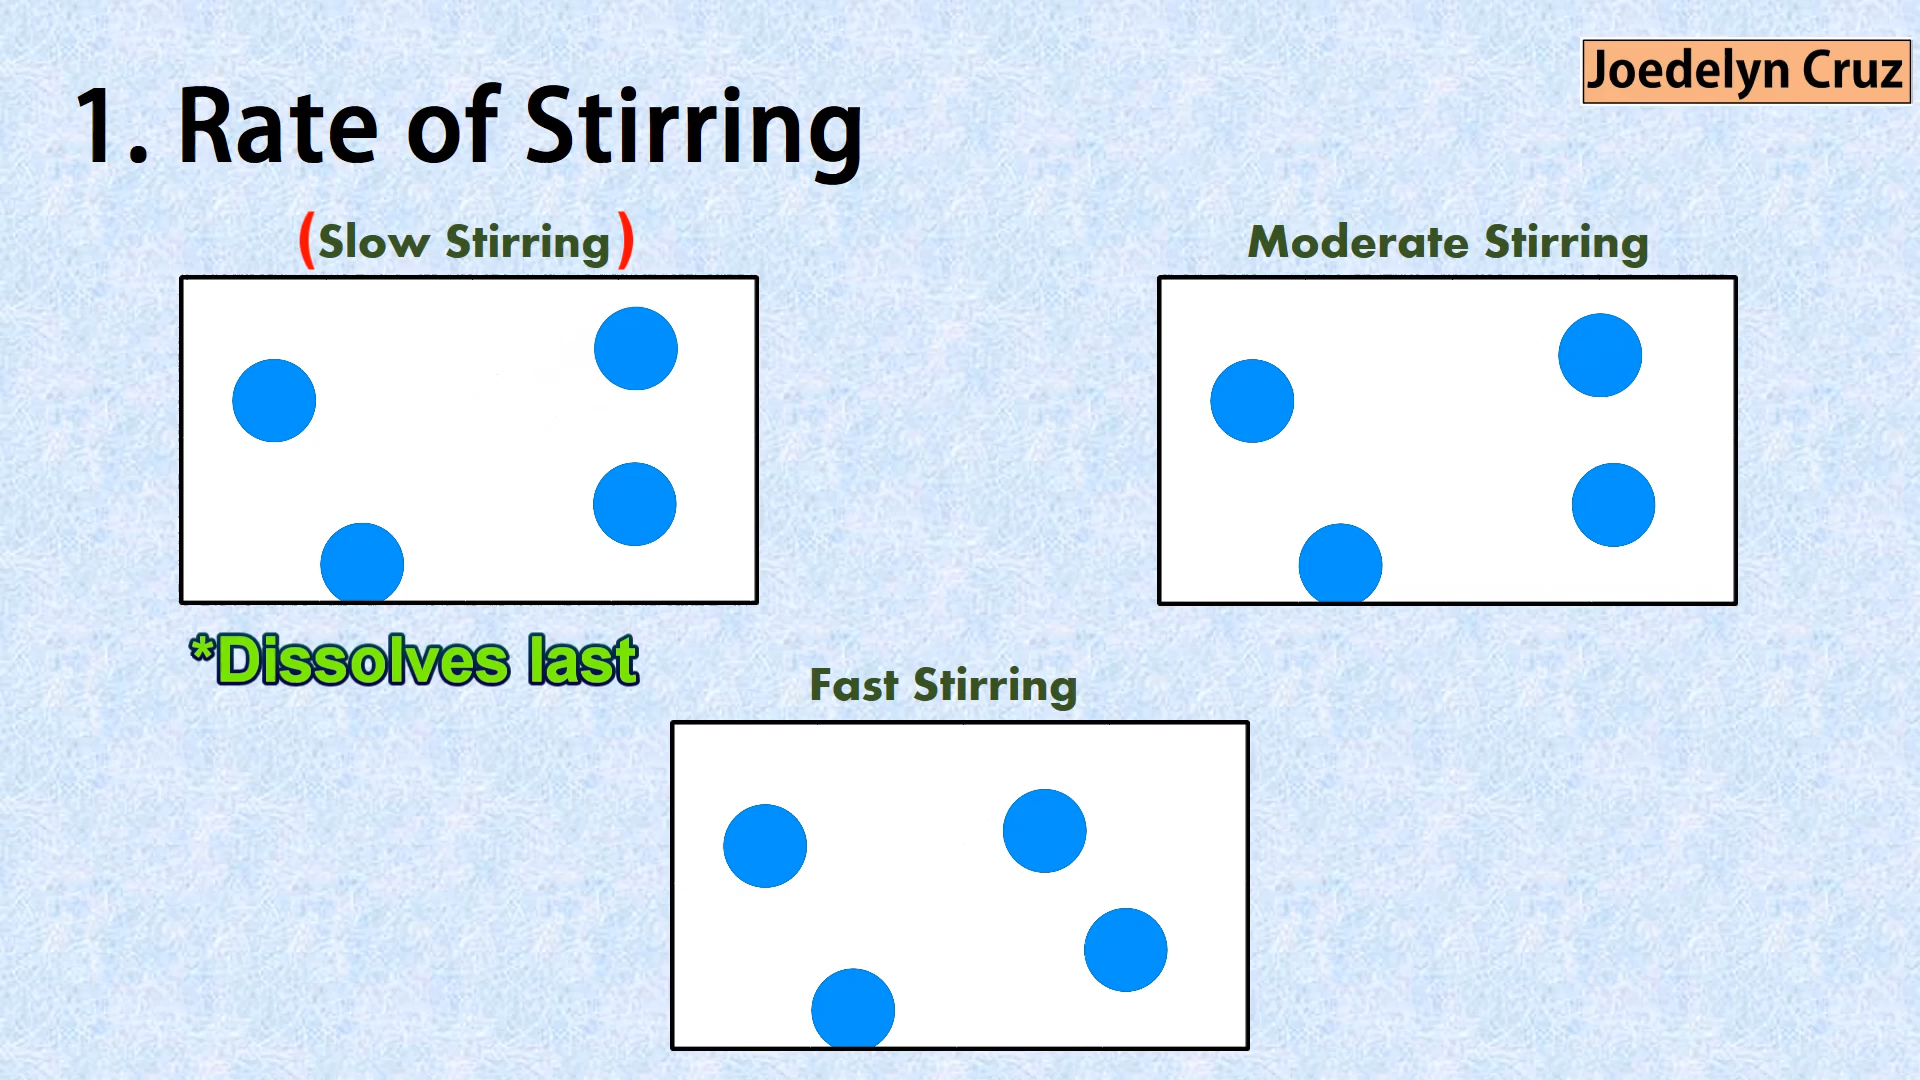 Joedelyn Cruz
1. Rate of Stirring
(Slow Stirring)
Moderate Stirring
*Dissolves last
Fast Stirring